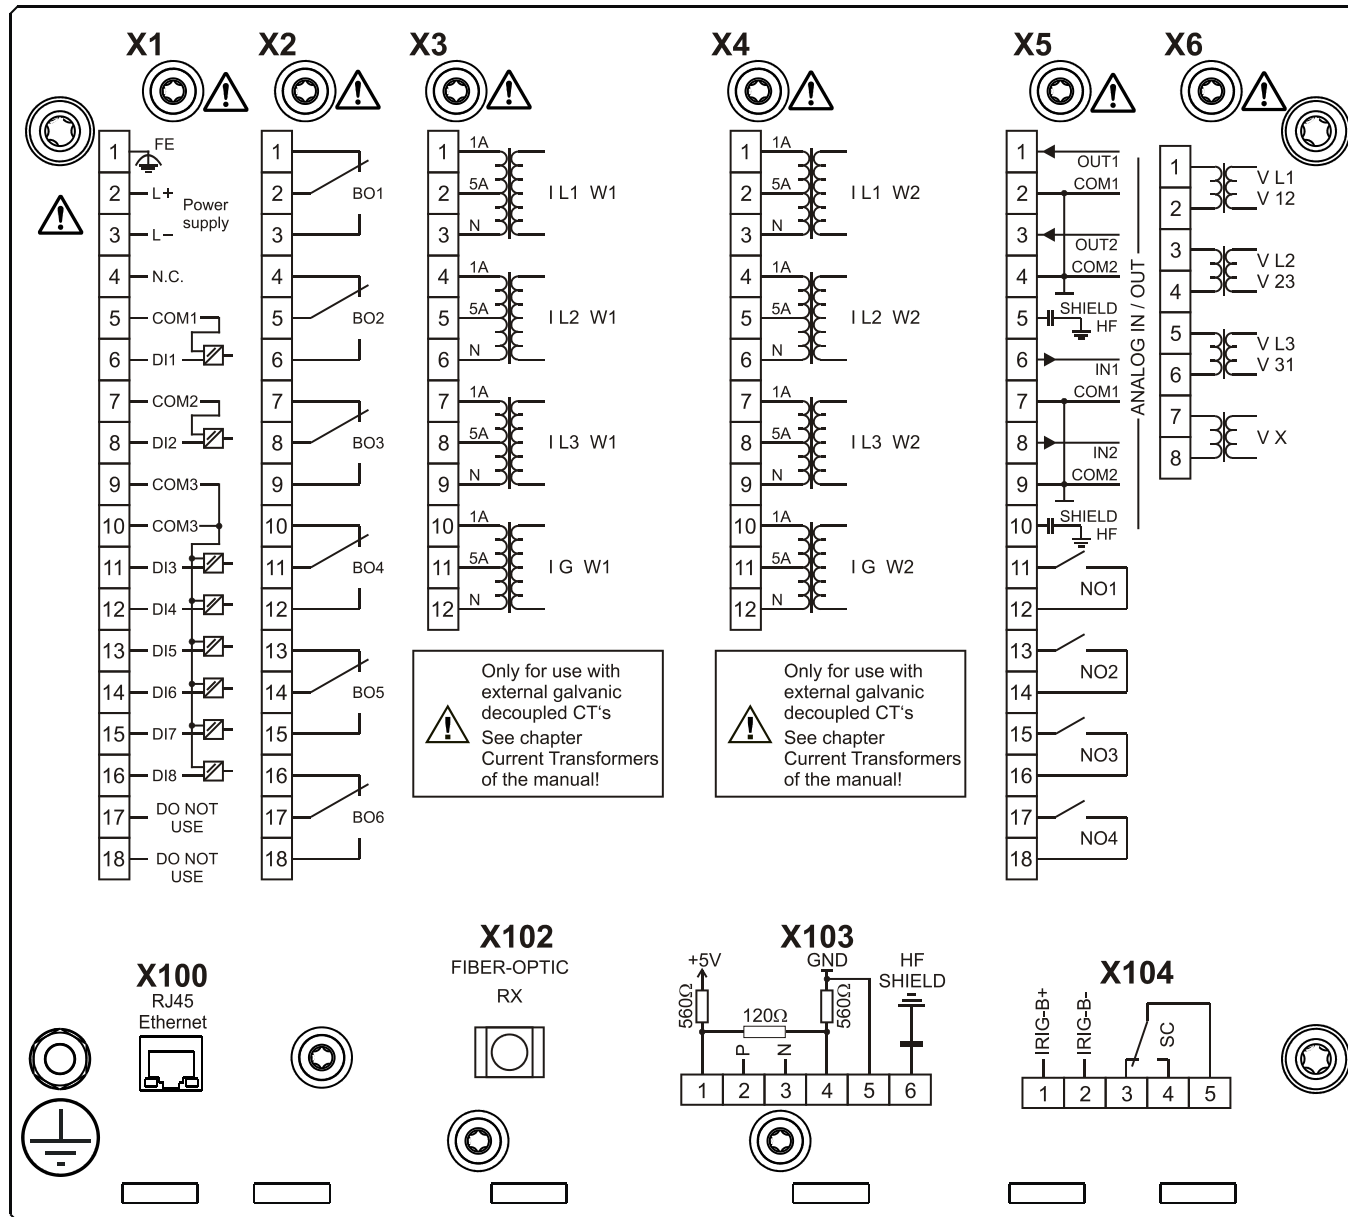 X1
1
FE
2
L+
Power
supply
3
L−
4
N.C.
5
COM1
6
DI1
7
COM2
8
DI2
9
COM3
10
COM3
11
DI3
12
DI4
13
DI5
14
DI6
15
DI7
16
DI8
17
DO NOT
USE
18
DO NOT
USE
X2
1
2
BO1
3
4
5
BO2
6
7
8
BO3
9
10
11
BO4
12
13
14
BO5
15
16
17
BO6
18
X3
1
1A
2
5A
I L1 W1
3
N
4
1A
5
5A
I L2 W1
6
N
7
1A
8
5A
I L3 W1
9
N
10
1A
11
5A
I G W1
12
N
Only for use with
external galvanic
decoupled CT‘s
See chapter
Current Transformers
of the manual!
X4
1
1A
2
5A
I L1 W2
3
N
4
1A
5
5A
I L2 W2
6
N
7
1A
8
5A
I L3 W2
9
N
10
1A
11
5A
I G W2
12
N
Only for use with
external galvanic
decoupled CT‘s
See chapter
Current Transformers
of the manual!
X5
1
OUT1
2
COM1
3
OUT2
4
COM2
5
SHIELD
HF
6
IN1
7
COM1
8
IN2
9
COM2
10
SHIELD
HF
ANALOG IN / OUT
11
NO1
12
13
NO2
14
15
NO3
16
17
NO4
18
X6
1
V L1
V 12
2
3
V L2
V 23
4
5
V L3
V 31
6
7
V X
8
X100
RJ45
Ethernet
X102
FIBER-OPTIC
RX
X103
+5V
GND
HF
SHIELD
560Ω
120Ω
560Ω
P
N
1 2 3 4 5 6
X104
IRIG-B+
IRIG-B-
SC
1 2 3 4 5